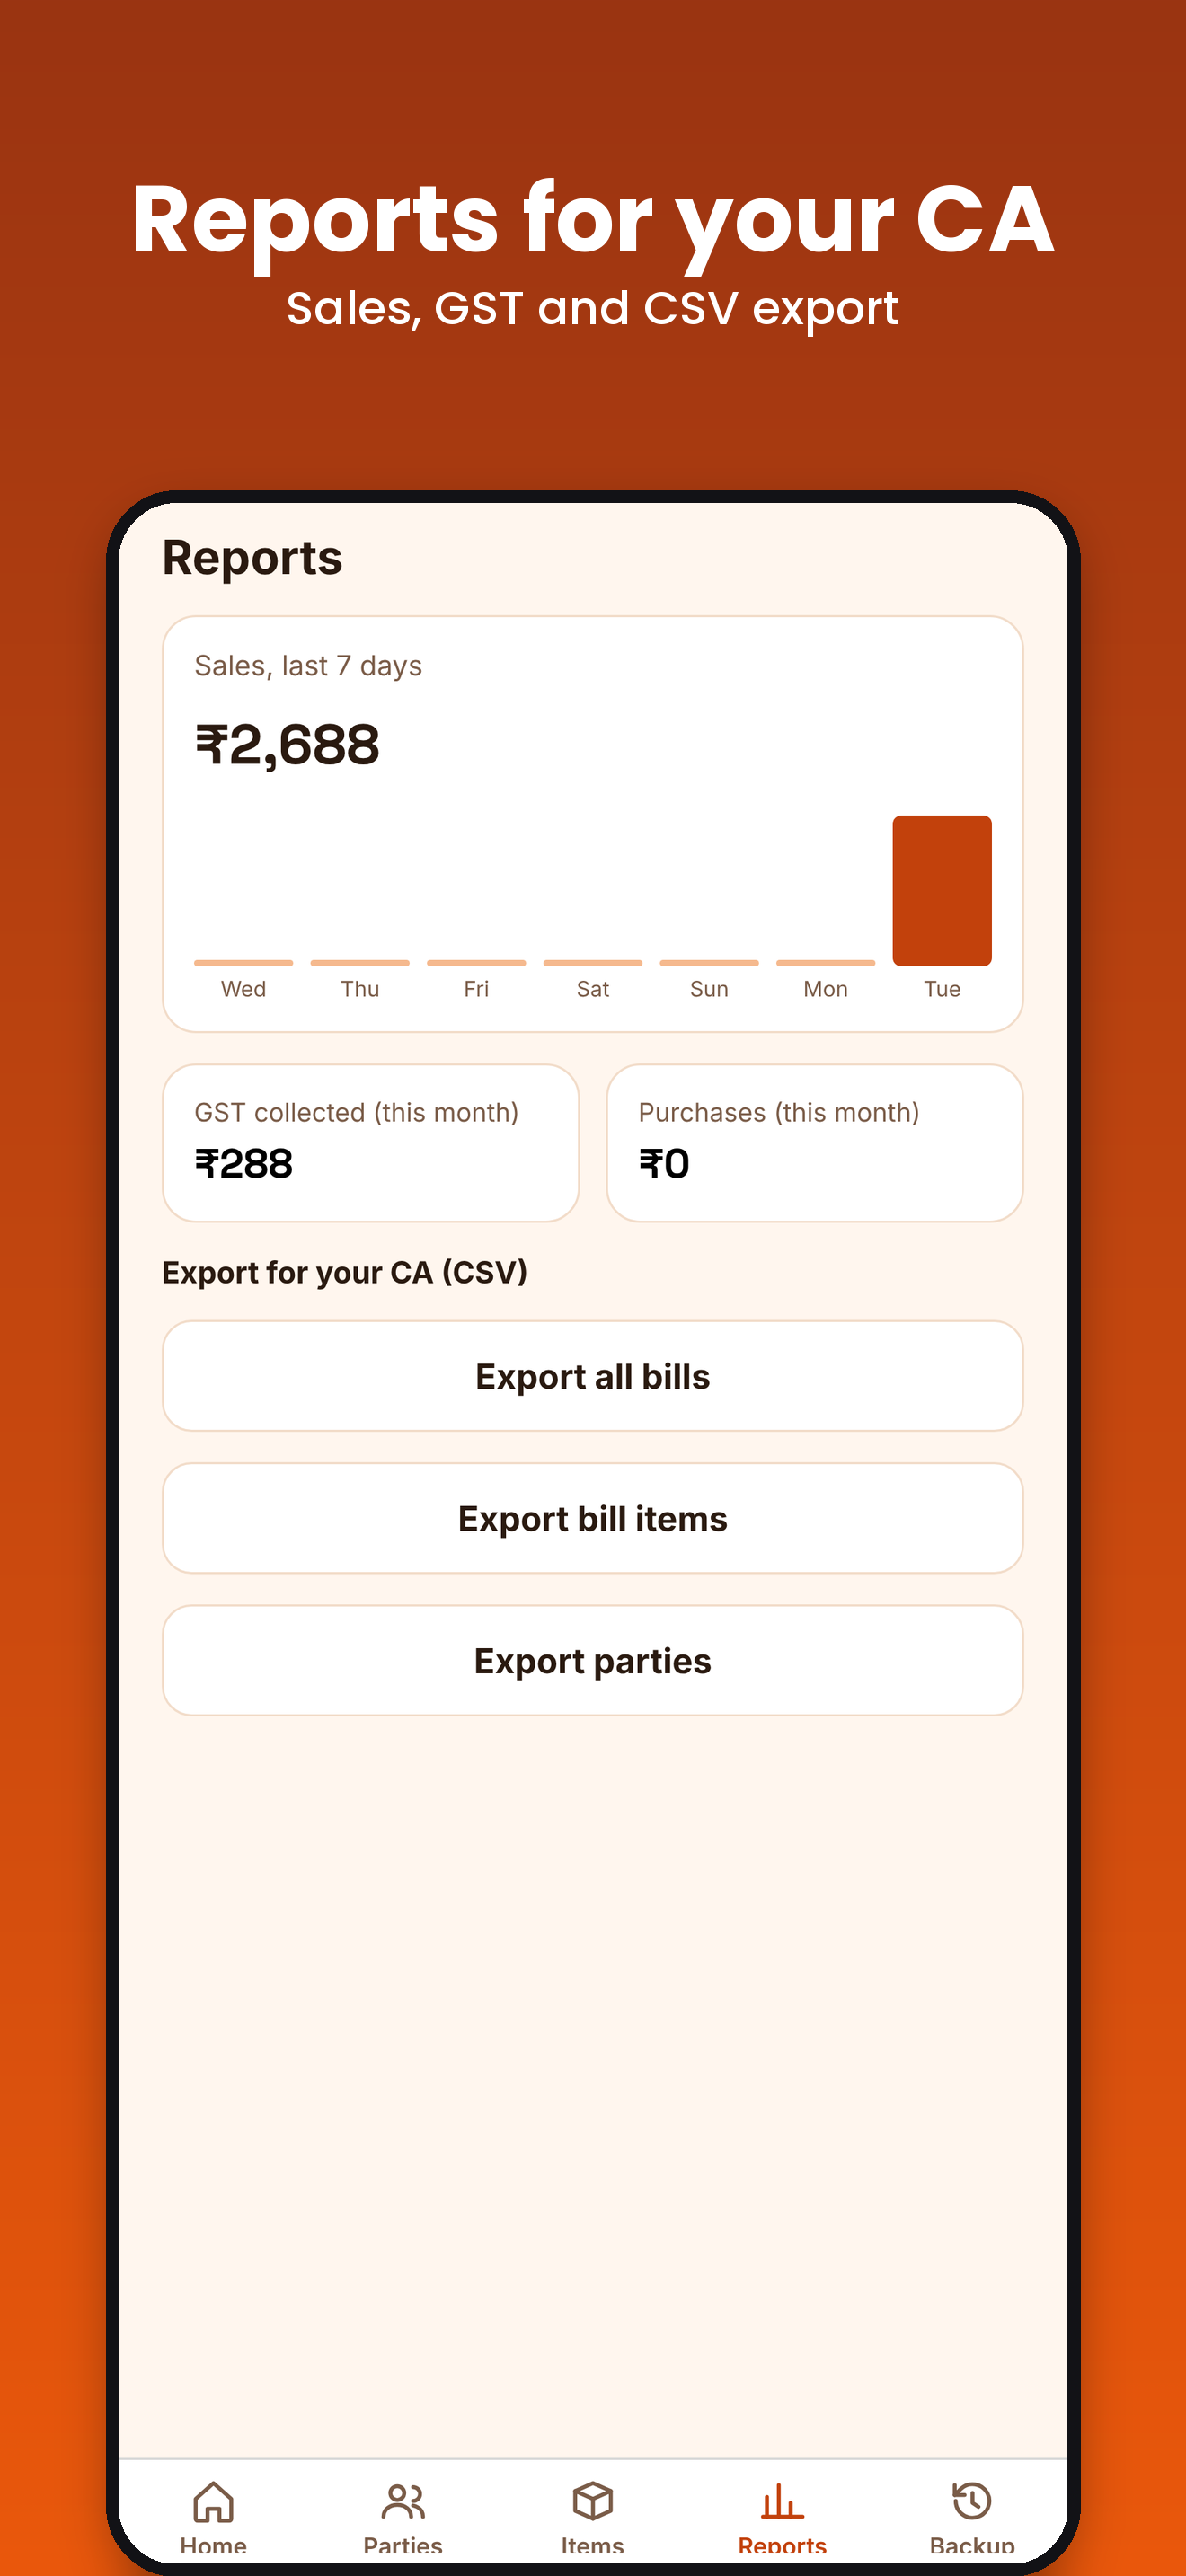 Reports for your CA
Sales, GST and CSV export
Reports
Sales, last 7 days
₹2,688
Wed Thu Fri Sat Sun Mon Tue
GST collected (this month)
₹288
Purchases (this month)
₹0
Export for your CA (CSV)
Export all bills
Export bill items
Export parties
Home Parties Items Reports Backup